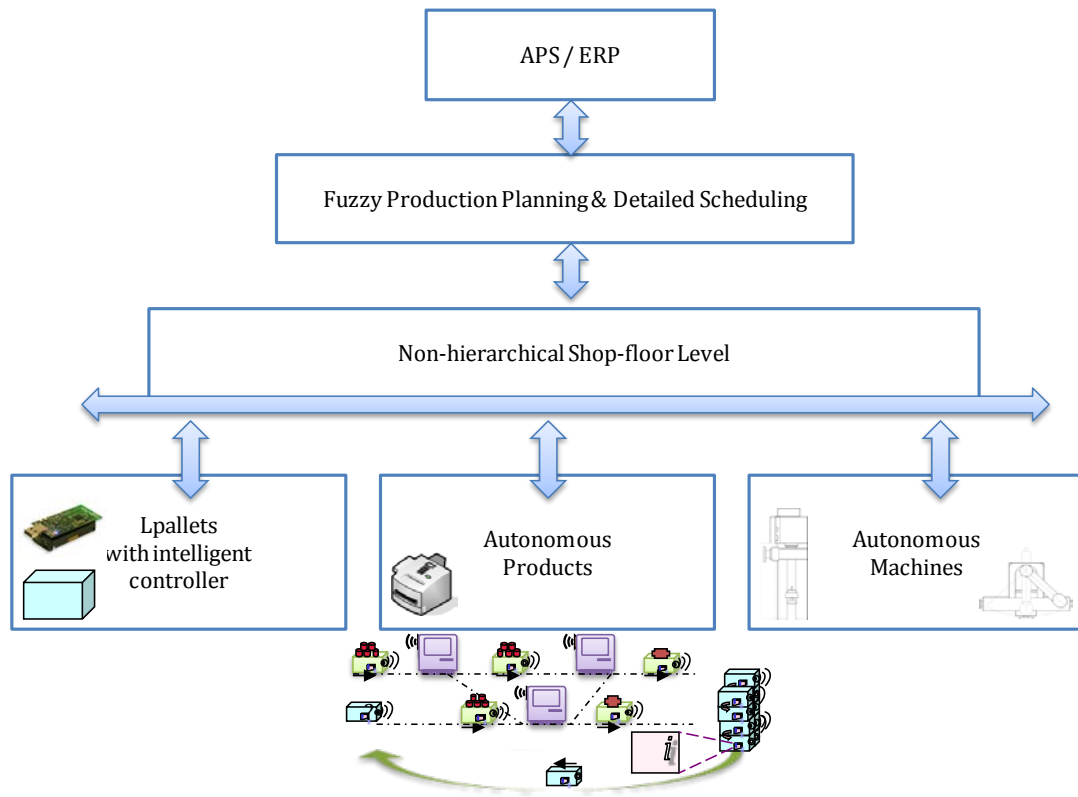 APS / ERP
Fuzzy Production Planning & Detailed Scheduling
Non-hierarchical Shop-floor Level
Lpallets
with intelligent
controller
Autonomous
Products
Autonomous
Machines
i